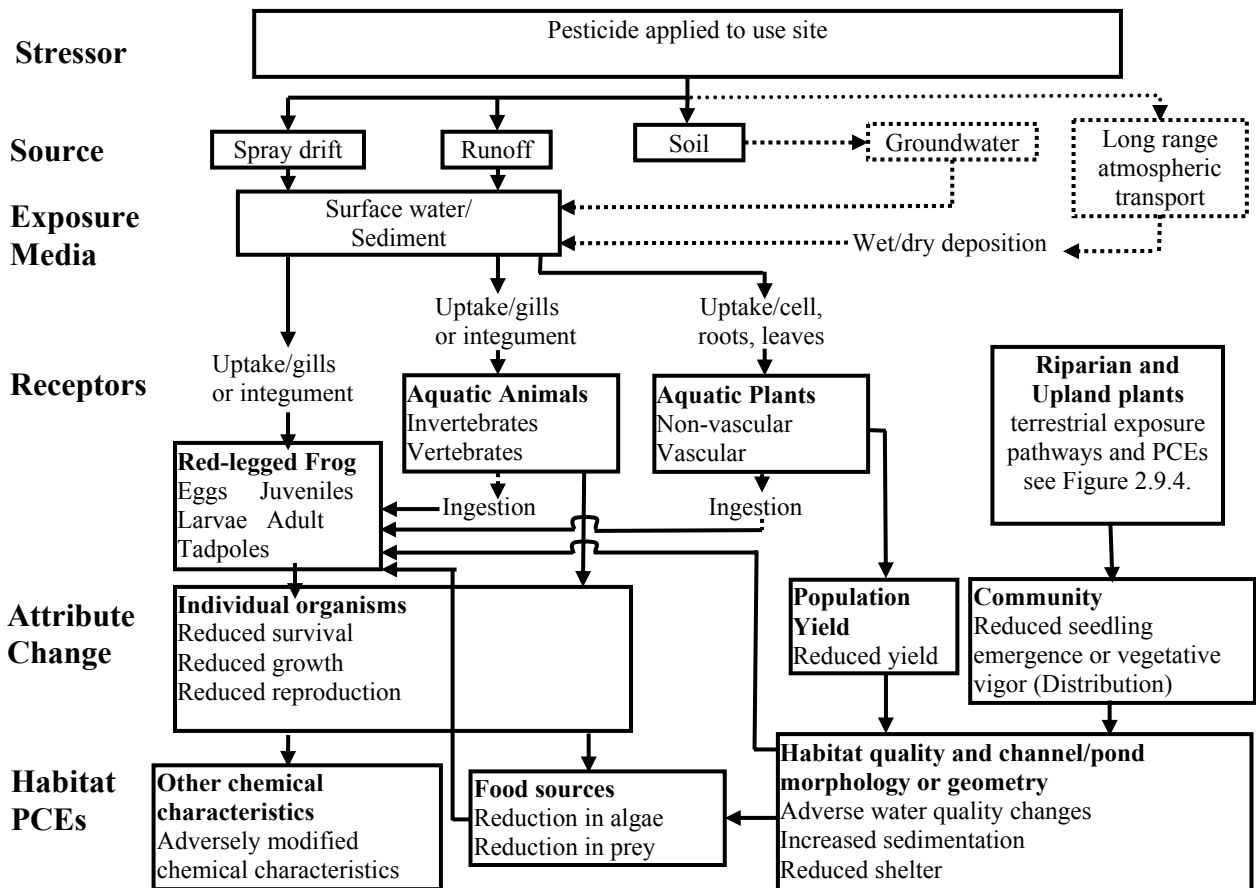 Stressor
Pesticide applied to use site
Source
Spray drift
Runoff
Soil
Groundwater
Long range
atmospheric
transport
Exposure
Media
Surface water/
Sediment
Wet/dry deposition
Uptake/gills
or integument
Uptake/gills
or integument
Uptake/cell,
roots, leaves
Receptors
Red-legged Frog
Eggs Juveniles
Larvae Adult
Tadpoles
Aquatic Animals
Invertebrates
Vertebrates
Ingestion
Aquatic Plants
Non-vascular
Vascular
Ingestion
Riparian and
Upland plants
terrestrial exposure
pathways and PCEs
see Figure 2.9.4.
Attribute
Change
Individual organisms
Reduced survival
Reduced growth
Reduced reproduction
Population
Yield
Reduced yield
Community
Reduced seedling
emergence or vegetative
vigor (Distribution)
Habitat
PCEs
Other chemical
characteristics
Adversely modified
chemical characteristics
Food sources
Reduction in algae
Reduction in prey
Habitat quality and channel/pond
morphology or geometry
Adverse water quality changes
Increased sedimentation
Reduced shelter